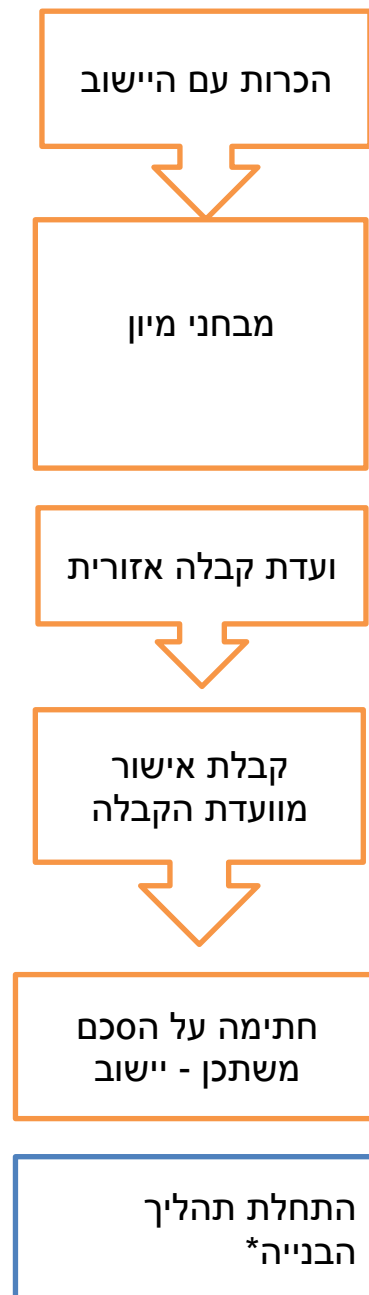 הכרות עם היישוב
מבחני מיון
ועדת קבלה אזורית
קבלת אישור
מוועדת הקבלה
חתימה על הסכם
משתכן - יישוב
התחלת תהליך
הבנייה*